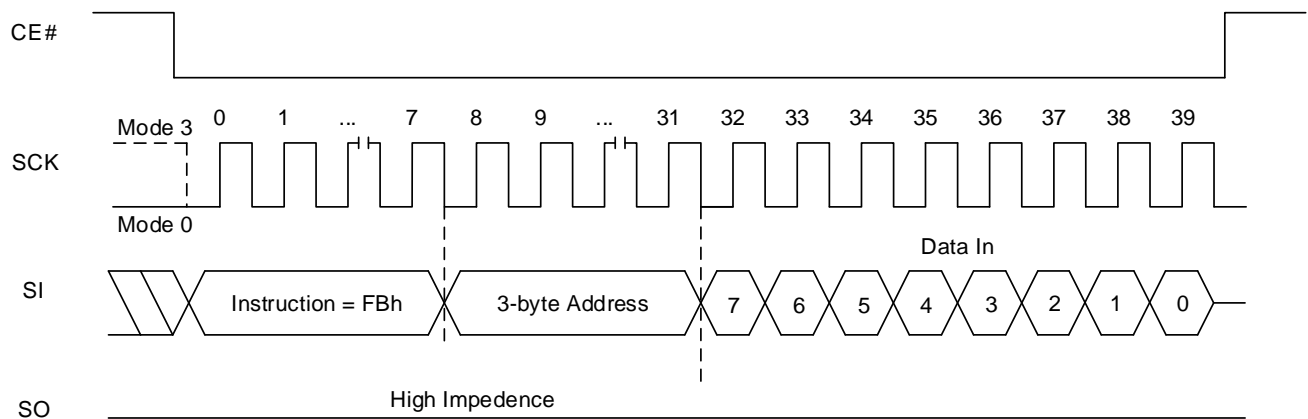 CE#
Mode 3 0 1 ... 7 8 9 ... 31 32 33 34 35 36 37 38 39
SCK
Mode 0
Data In
SI Instruction = FBh 3-byte Address 7 6 5 4 3 2 1 0
High Impedence
SO